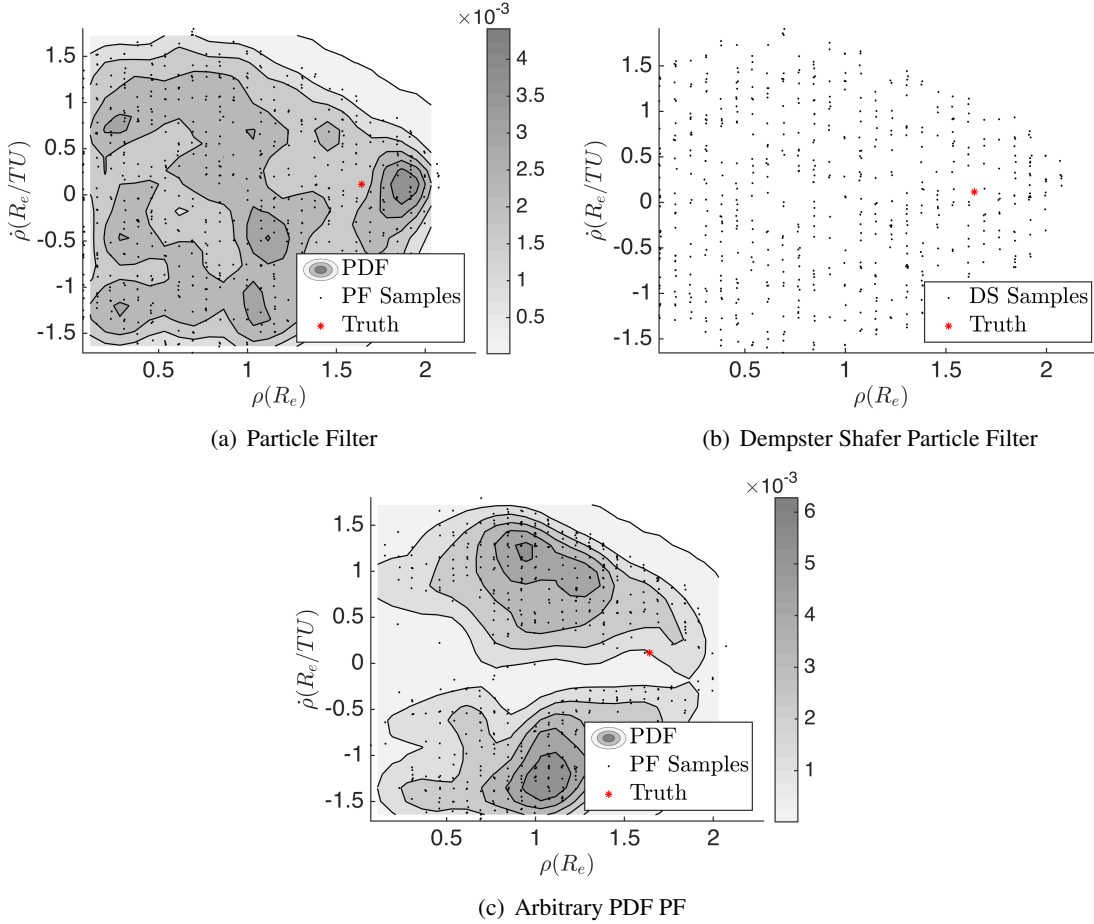 ×10⁻³
1.5
1
0.5
0
-0.5
-1
-1.5
ρ̇(R_e/TU)
0.5 1 1.5 2
ρ(R_e)
4
3.5
3
2.5
2
1.5
1
0.5
PDF
PF Samples
Truth
(a) Particle Filter
1.5
1
0.5
0
-0.5
-1
-1.5
ρ̇(R_e/TU)
0.5 1 1.5 2
ρ(R_e)
DS Samples
Truth
(b) Dempster Shafer Particle Filter
×10⁻³
1.5
1
0.5
0
-0.5
-1
-1.5
ρ̇(R_e/TU)
0.5 1 1.5 2
ρ(R_e)
6
5
4
3
2
1
PDF
PF Samples
Truth
(c) Arbitrary PDF PF